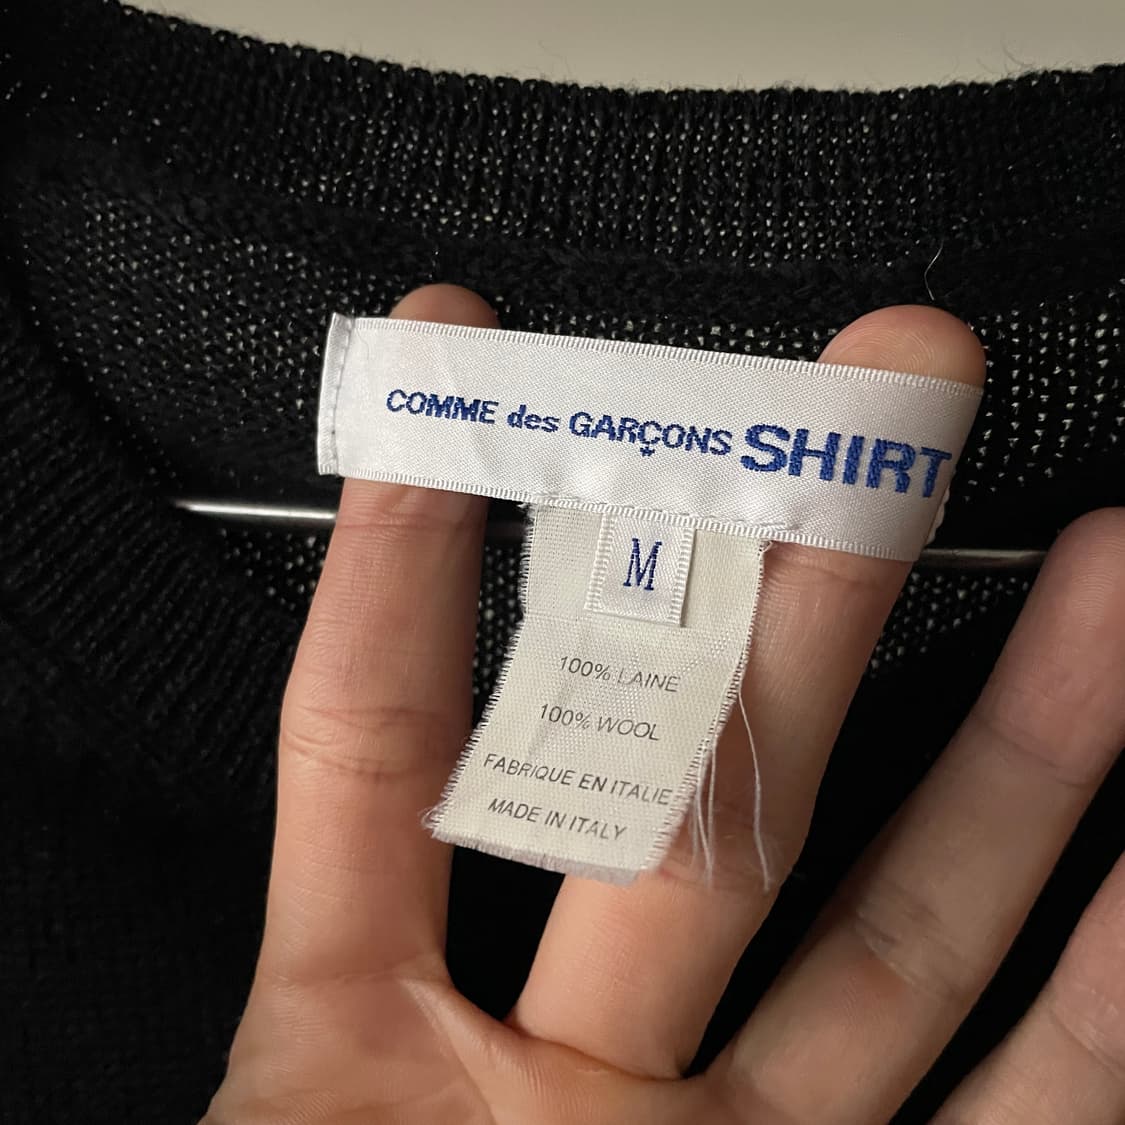 COMME des GARÇONS SHIRT
M
100% LAINE
100% WOOL
FABRIQUE EN ITALIE
MADE IN ITALY